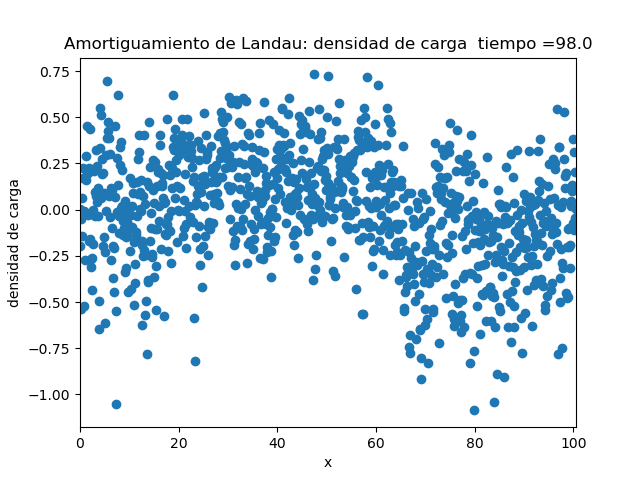 Amortiguamiento de Landau: densidad de carga  tiempo =98.0
0.75
0.50
0.25
0.00
−0.25
−0.50
−0.75
−1.00
densidad de carga
0 20 40 60 80 100
x